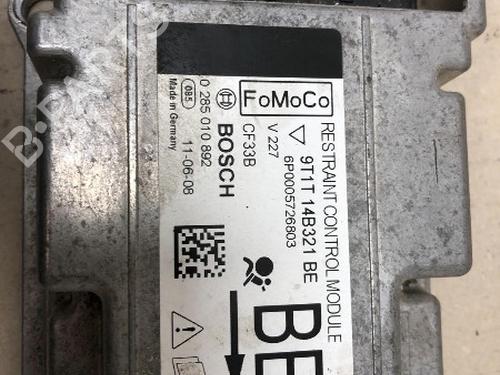 RESTRAINT CONTROL MODULE
9T1T 14B321 BE
6P0005726803
FoMoCo
V 227
CF33B
BOSCH
0 285 010 892
11-06-08
085
Made in Germany
BE
B-PARTS